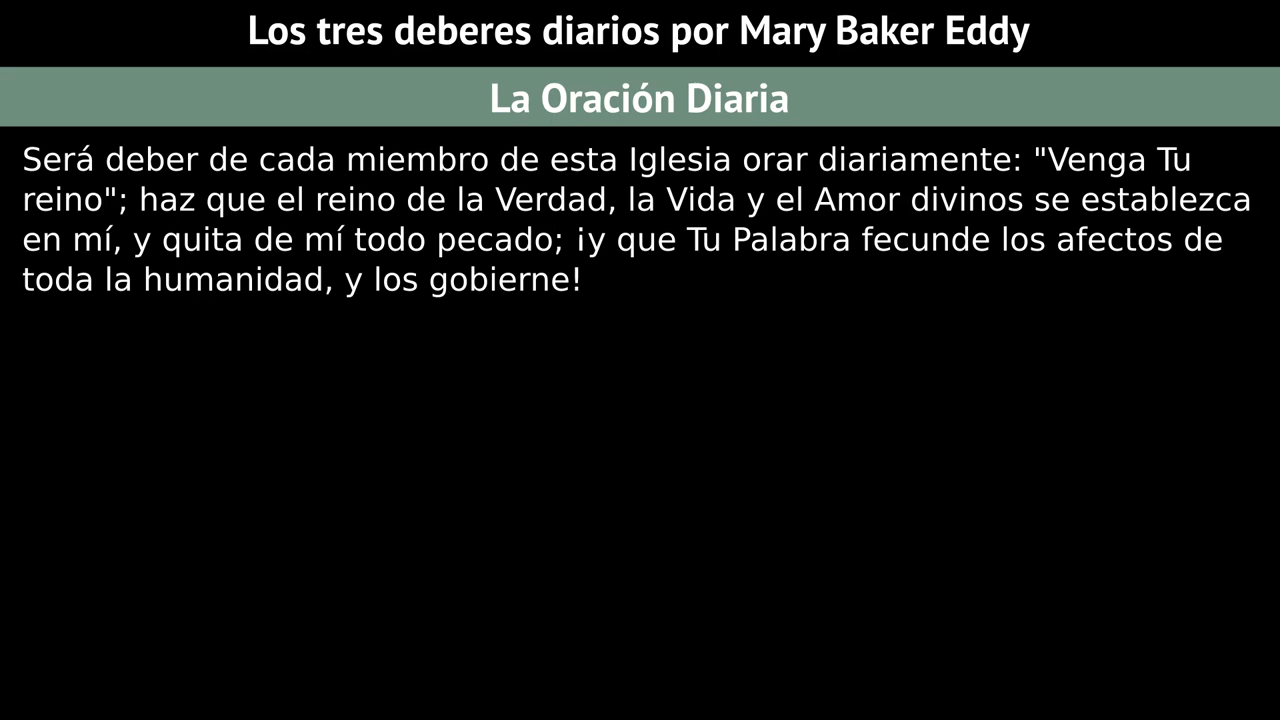 Los tres deberes diarios por Mary Baker Eddy
La Oración Diaria
Será deber de cada miembro de esta Iglesia orar diariamente: "Venga Tu
reino"; haz que el reino de la Verdad, la Vida y el Amor divinos se establezca
en mí, y quita de mí todo pecado; ¡y que Tu Palabra fecunde los afectos de
toda la humanidad, y los gobierne!